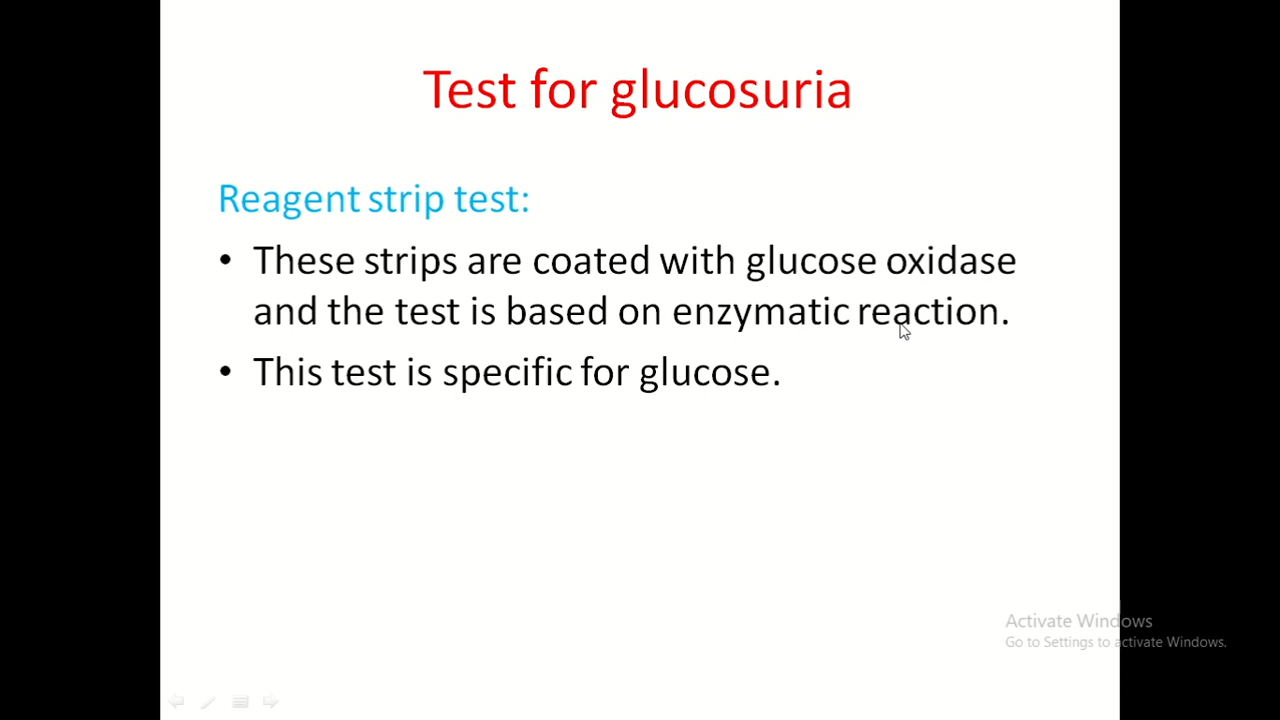 Test for glucosuria
Reagent strip test:
• These strips are coated with glucose oxidase
and the test is based on enzymatic reaction.
• This test is specific for glucose.
Activate Windows
Go to Settings to activate Windows.